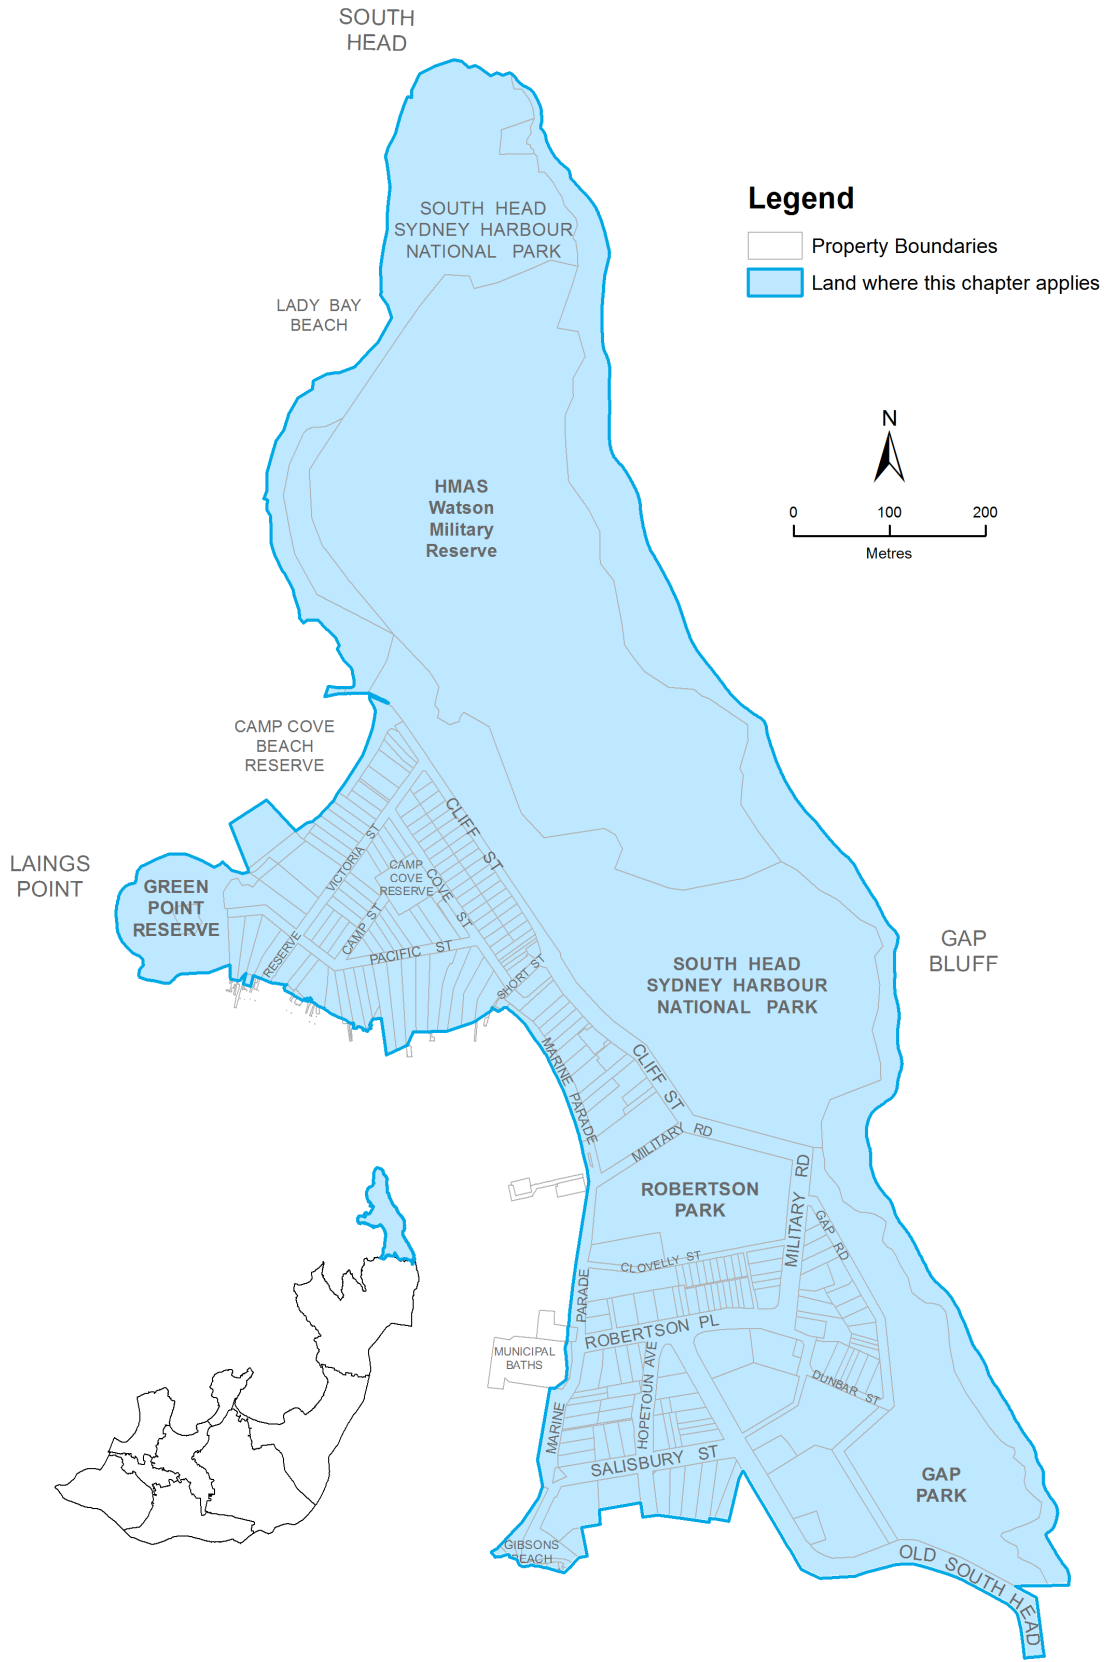 SOUTH
HEAD
Legend
Property Boundaries
Land where this chapter applies
SOUTH HEAD
SYDNEY HARBOUR
NATIONAL PARK
LADY BAY
BEACH
N
0 100 200
Metres
HMAS
Watson
Military
Reserve
CAMP COVE
BEACH
RESERVE
CLIFF ST
LAINGS
POINT
GREEN
POINT
RESERVE
VICTORIA ST
CAMP
COVE
RESERVE
COVE ST
CAMP ST
RESERVE
PACIFIC ST
SHORT ST
GAP
BLUFF
SOUTH HEAD
SYDNEY HARBOUR
NATIONAL PARK
MARINE PARADE
CLIFF ST
MILITARY RD
ROBERTSON
PARK
MILITARY RD
GAP RD
CLOVELLY ST
PARADE
ROBERTSON PL
MUNICIPAL
BATHS
HOPETOUN AVE
DUNBAR ST
MARINE
SALISBURY ST
GAP
PARK
GIBSONS
BEACH
OLD SOUTH HEAD